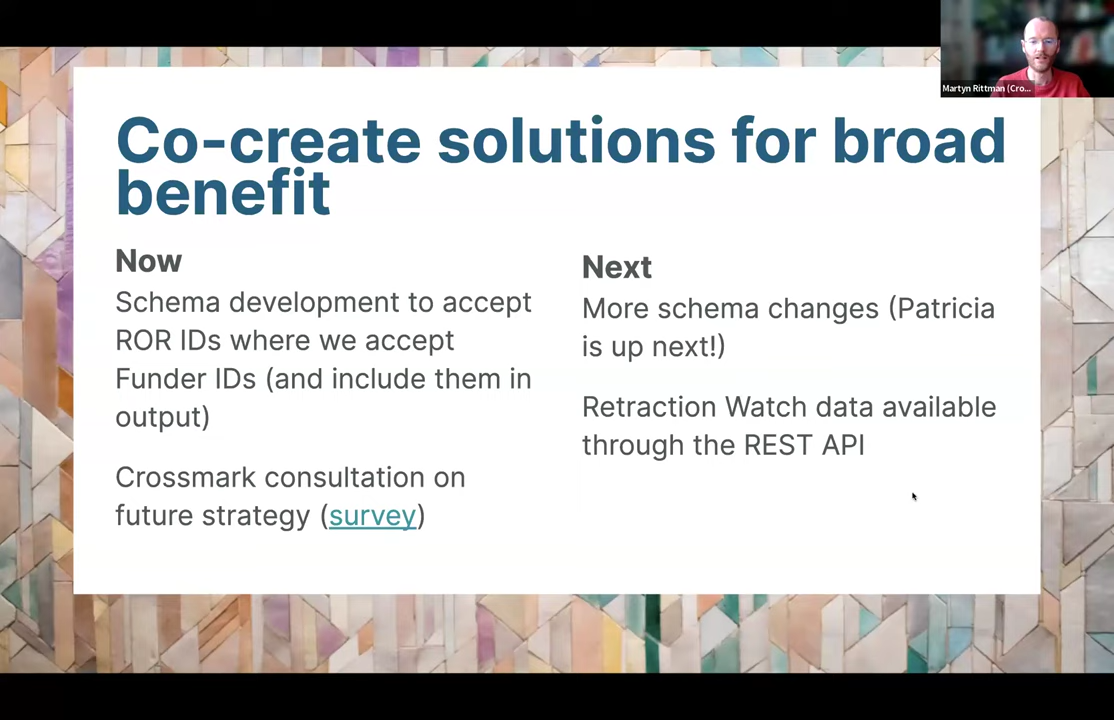 Martyn Rittman (Cro...
Co-create solutions for broad
benefit
Now
Schema development to accept
ROR IDs where we accept
Funder IDs (and include them in
output)
Crossmark consultation on
future strategy (survey)
Next
More schema changes (Patricia
is up next!)
Retraction Watch data available
through the REST API